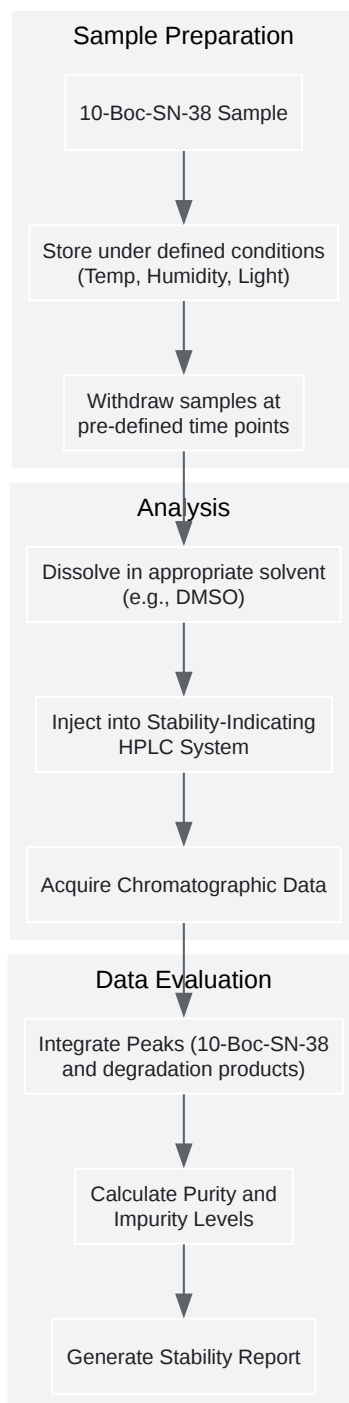 Sample Preparation
10-Boc-SN-38 Sample
Store under defined conditions
(Temp, Humidity, Light)
Withdraw samples at
pre-defined time points
Analysis
Dissolve in appropriate solvent
(e.g., DMSO)
Inject into Stability-Indicating
HPLC System
Acquire Chromatographic Data
Data Evaluation
Integrate Peaks (10-Boc-SN-38
and degradation products)
Calculate Purity and
Impurity Levels
Generate Stability Report